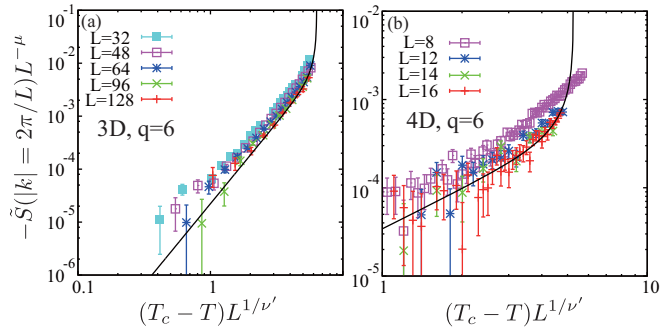 (a)
L=32
L=48
L=64
L=96
L=128
3D, q=6
10^-1
10^-2
10^-3
10^-4
10^-5
10^-6
0.1
1
10
(T_c − T)L^{1/ν′}
−S̃(|k| = 2π/L)L^{−μ}
(b)
L=8
L=12
L=14
L=16
4D, q=6
10^-2
10^-3
10^-4
10^-5
1
10
(T_c − T)L^{1/ν′}